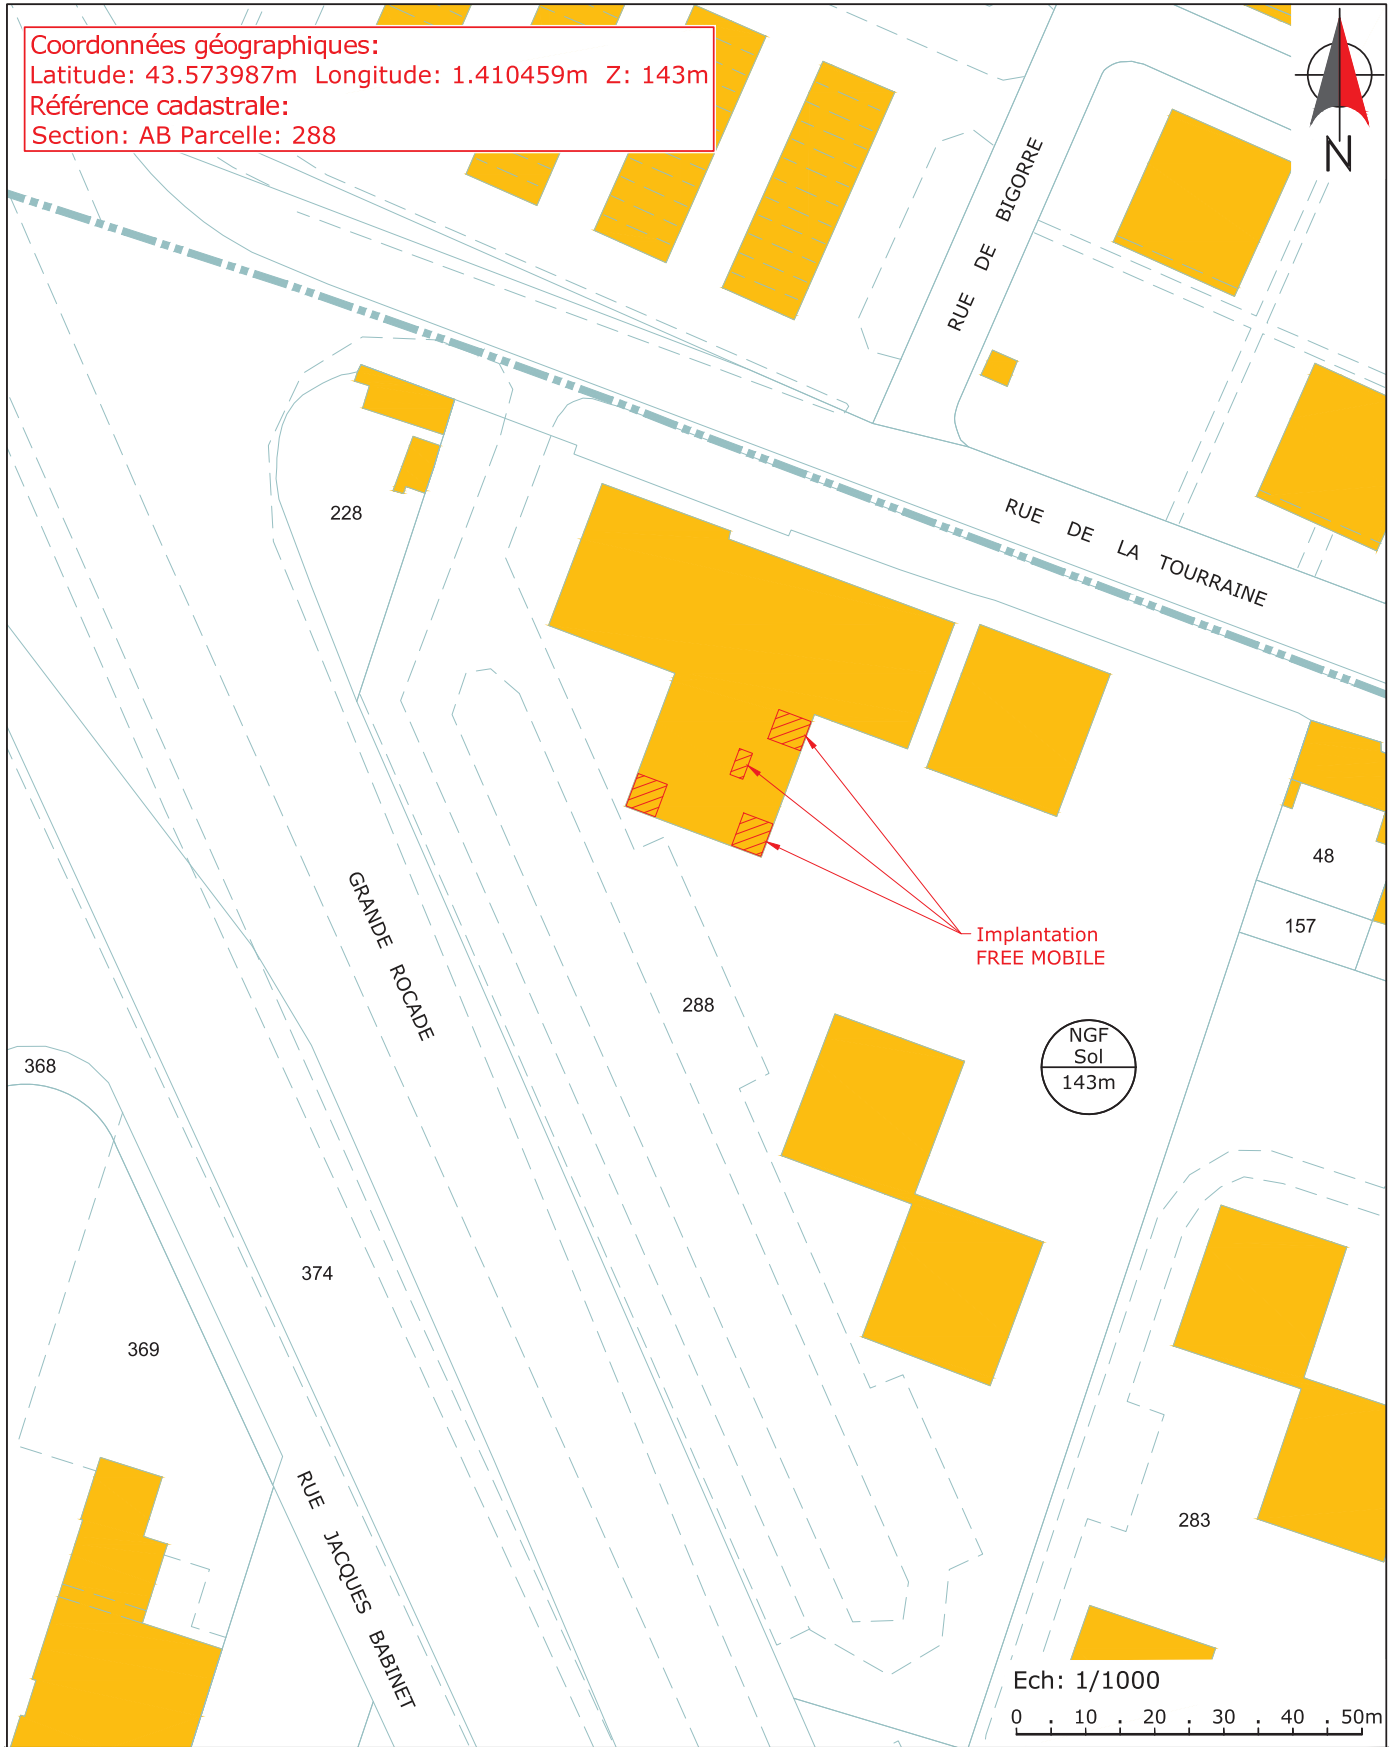 Coordonnées géographiques:
Latitude: 43.573987m Longitude: 1.410459m Z: 143m
Référence cadastrale:
Section: AB Parcelle: 288
N
RUE DE BIGORRE
228
RUE DE LA TOURRAINE
48
157
GRANDE ROCADE
Implantation
FREE MOBILE
288
NGF
Sol
143m
368
374
369
RUE JACQUES BABINET
283
Ech: 1/1000
0 10 20 30 40 50m